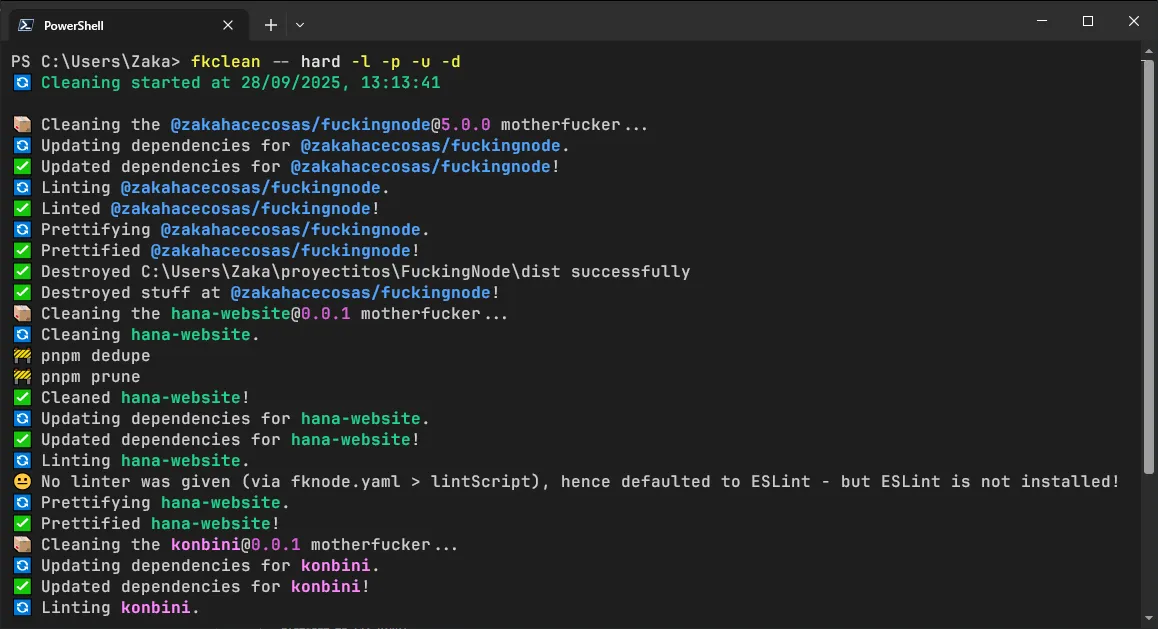 PowerShell
PS C:\Users\Zaka> fkclean -- hard -l -p -u -d
Cleaning started at 28/09/2025, 13:13:41
Cleaning the @zakahacecosas/fuckingnode@5.0.0 motherfucker...
Updating dependencies for @zakahacecosas/fuckingnode.
Updated dependencies for @zakahacecosas/fuckingnode!
Linting @zakahacecosas/fuckingnode.
Linted @zakahacecosas/fuckingnode!
Prettifying @zakahacecosas/fuckingnode.
Prettified @zakahacecosas/fuckingnode!
Destroyed C:\Users\Zaka\proyectitos\FuckingNode\dist successfully
Destroyed stuff at @zakahacecosas/fuckingnode!
Cleaning the hana-website@0.0.1 motherfucker...
Cleaning hana-website.
pnpm dedupe
pnpm prune
Cleaned hana-website!
Updating dependencies for hana-website.
Updated dependencies for hana-website!
Linting hana-website.
No linter was given (via fknode.yaml > lintScript), hence defaulted to ESLint - but ESLint is not installed!
Prettifying hana-website.
Prettified hana-website!
Cleaning the konbini@0.0.1 motherfucker...
Updating dependencies for konbini.
Updated dependencies for konbini!
Linting konbini.